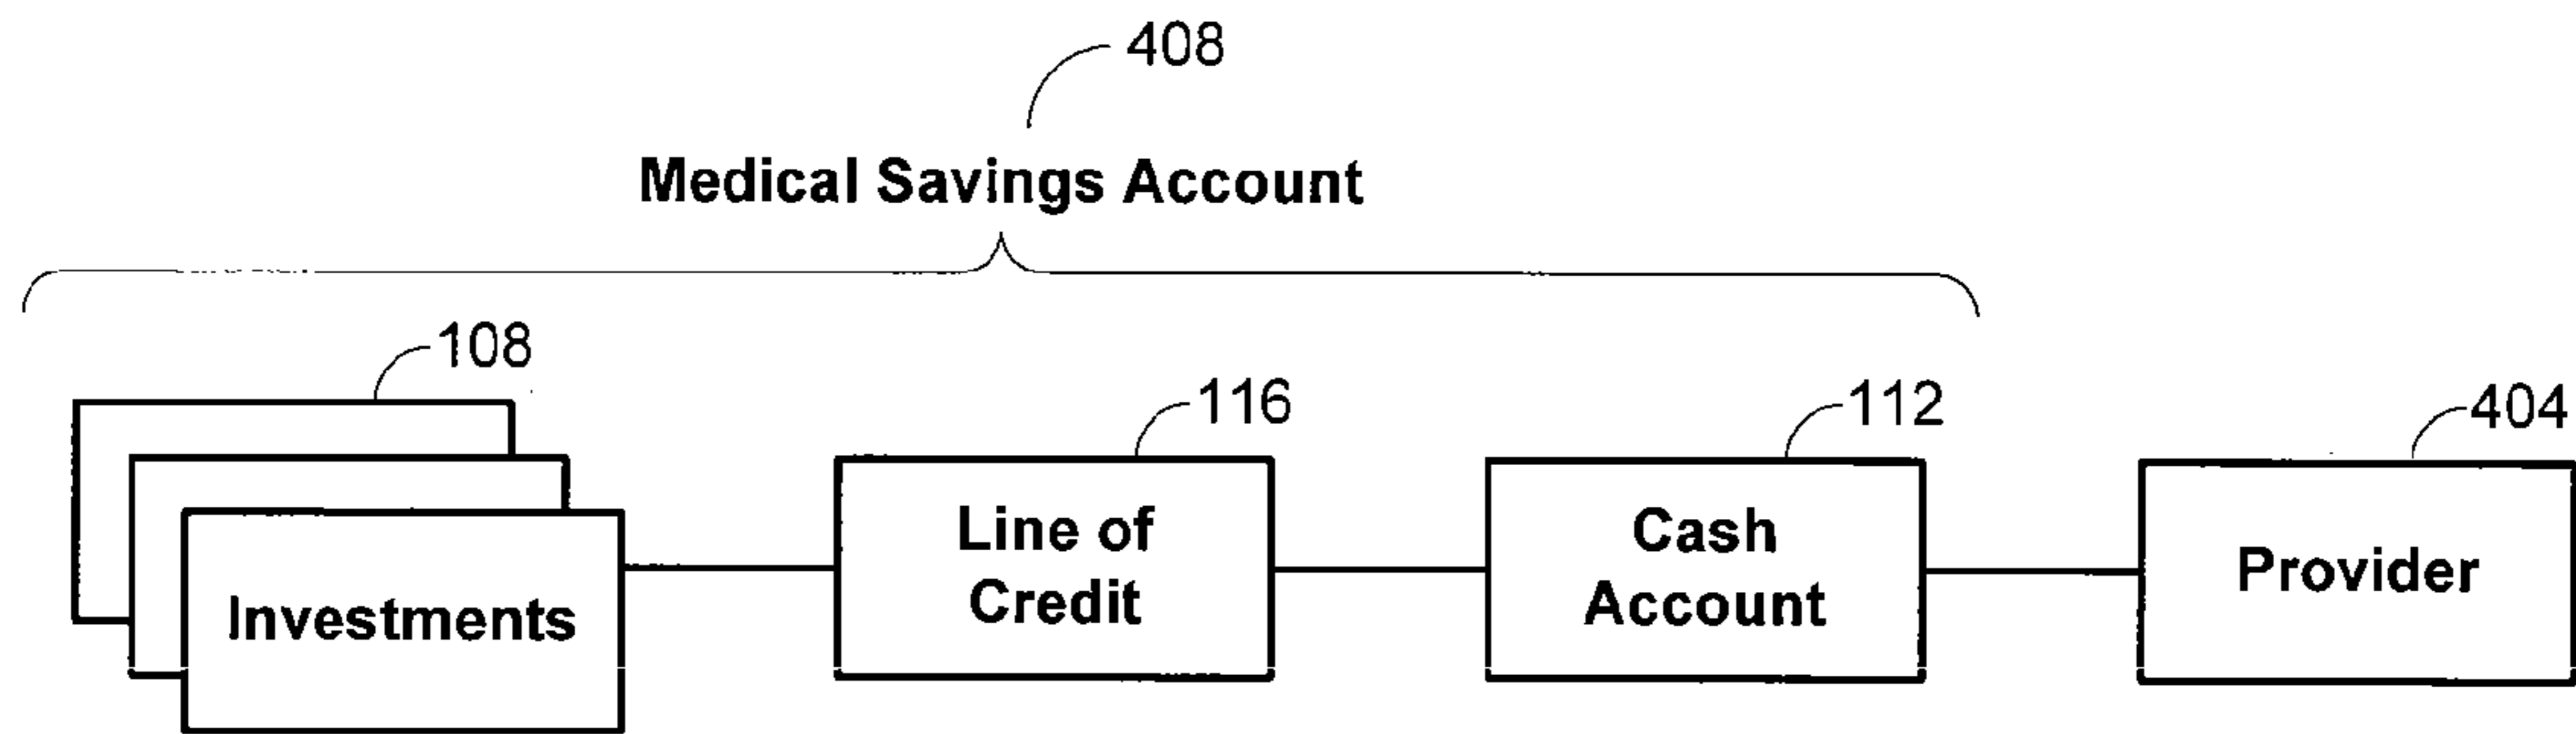 408
Medical Savings Account
108
116
112
404
Investments
Line of
Credit
Cash
Account
Provider